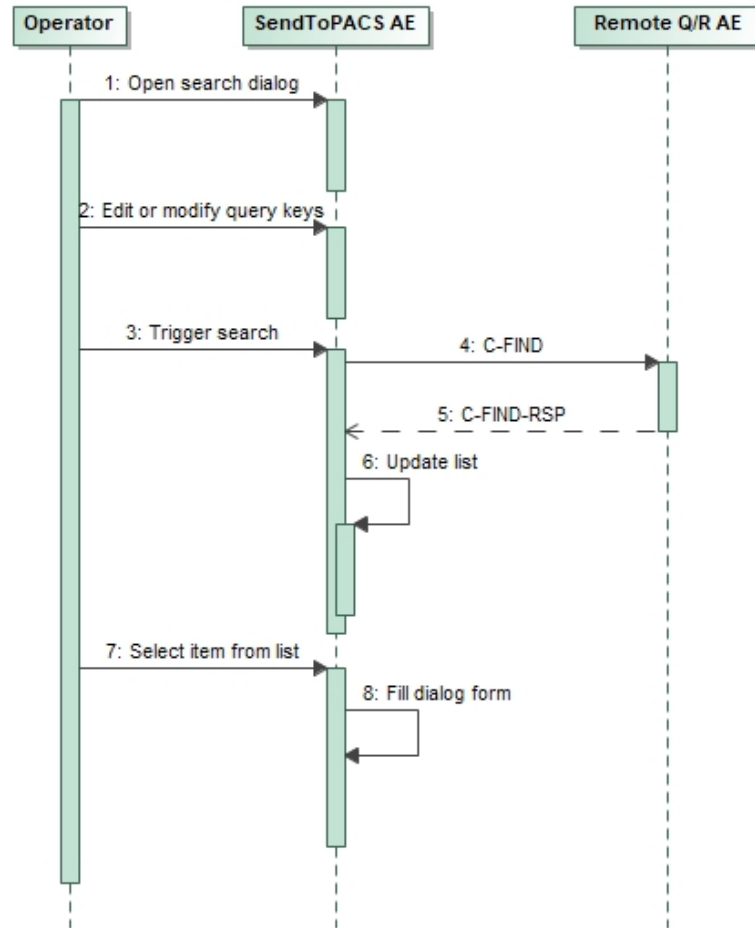 Operator
SendToPACS AE
Remote Q/R AE
1: Open search dialog
2: Edit or modify query keys
3: Trigger search
4: C-FIND
5: C-FIND-RSP
6: Update list
7: Select item from list
8: Fill dialog form